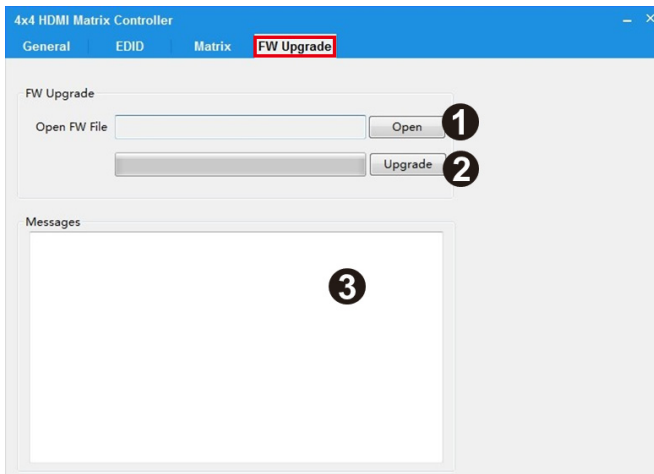 4x4 HDMI Matrix Controller
General EDID Matrix FW Upgrade
FW Upgrade
Open FW File Open 1
Upgrade 2
Messages
3